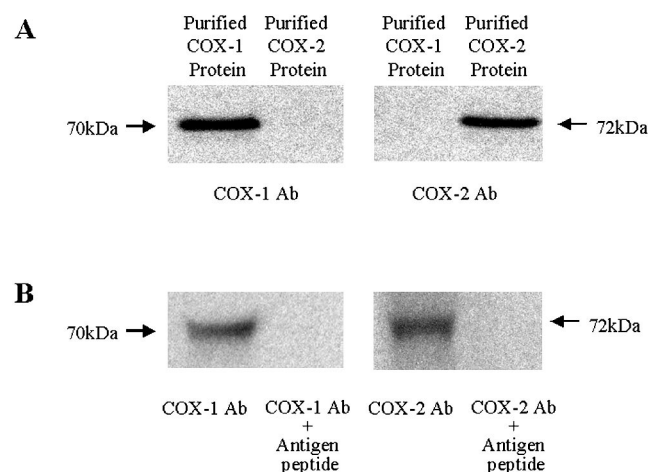 A
Purified Purified Purified Purified
COX-1 COX-2 COX-1 COX-2
Protein Protein Protein Protein
70kDa 72kDa
COX-1 Ab COX-2 Ab
B
70kDa 72kDa
COX-1 Ab COX-1 Ab COX-2 Ab COX-2 Ab
+ +
Antigen Antigen
peptide peptide